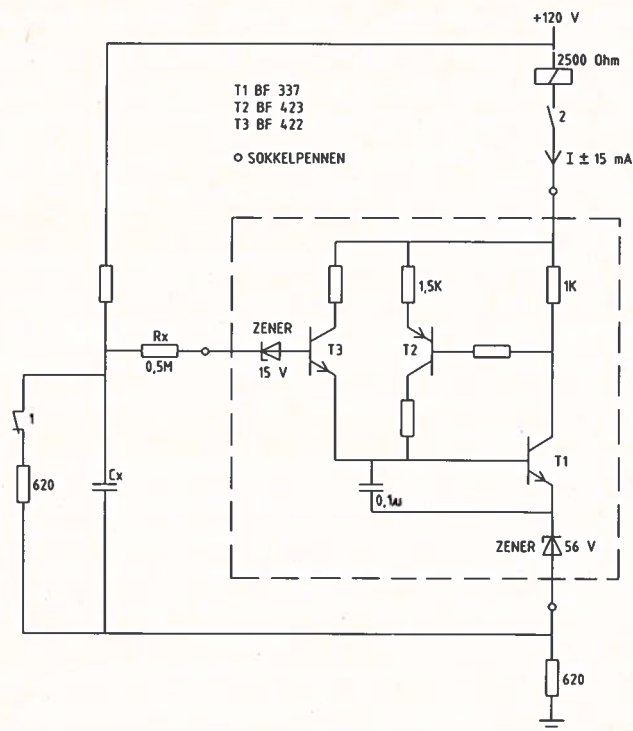 +120 V
2500 Ohm
T1 BF 337
T2 BF 423
T3 BF 422
2
SOKKELPENNEN
I ± 15 mA
1,5K
1K
Rx
ZENER
T3
T2
0,5M
15 V
1
T1
620
Cx
0,1u
ZENER
56 V
620